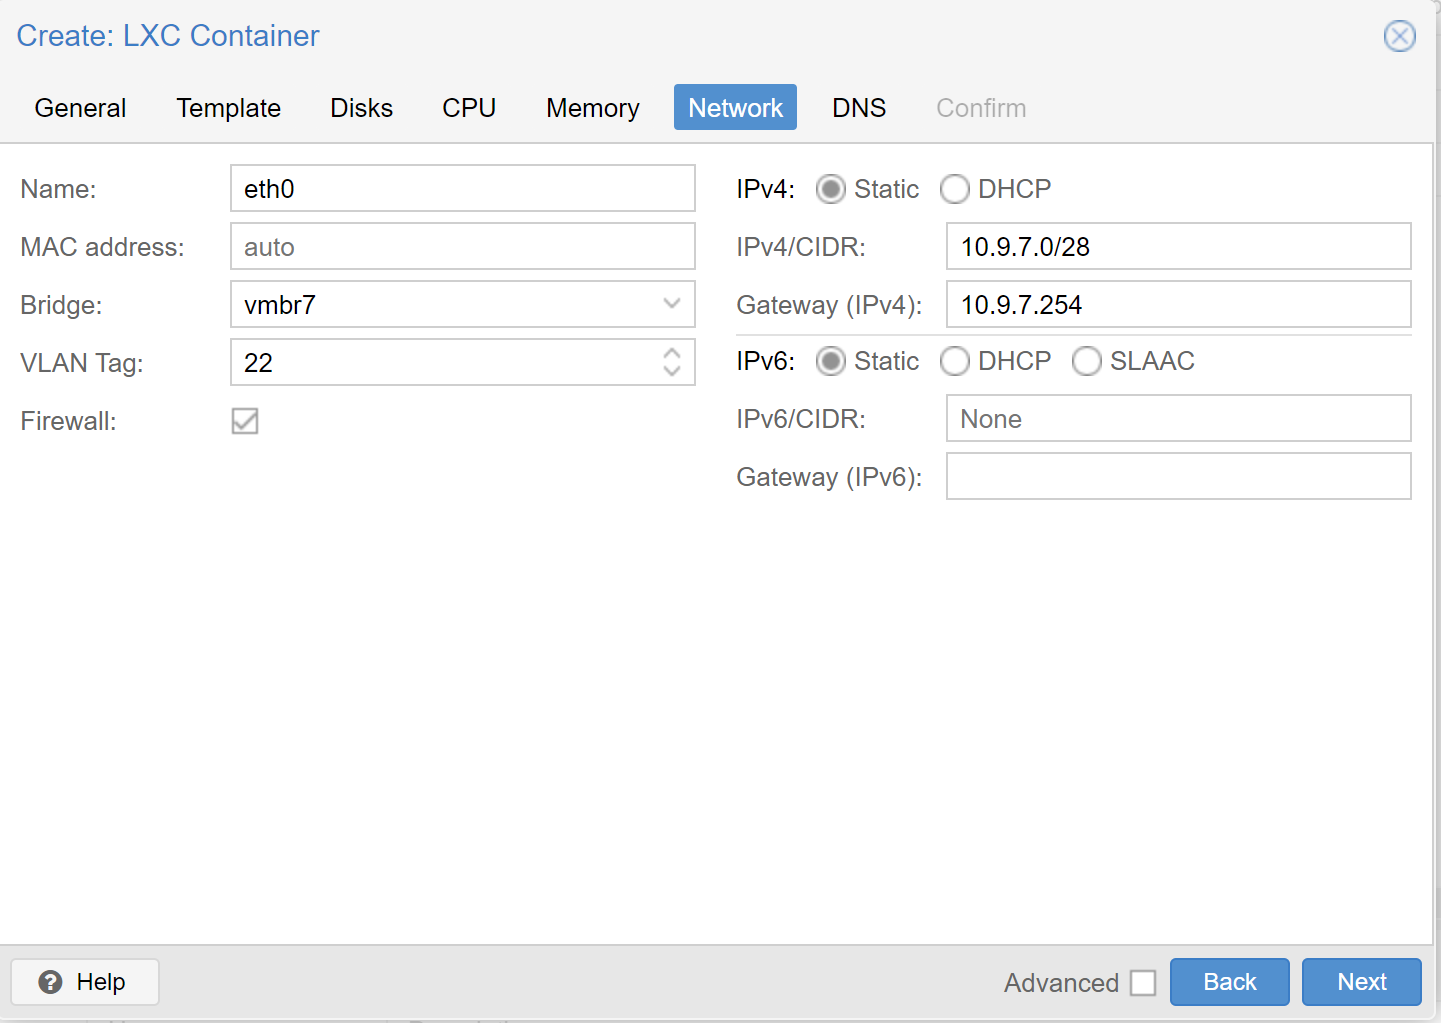 Create: LXC Container
General Template Disks CPU Memory Network DNS Confirm
Name: eth0
MAC address: auto
Bridge: vmbr7
VLAN Tag: 22
Firewall:
IPv4: Static DHCP
IPv4/CIDR: 10.9.7.0/28
Gateway (IPv4): 10.9.7.254
IPv6: Static DHCP SLAAC
IPv6/CIDR: None
Gateway (IPv6):
Help Advanced Back Next